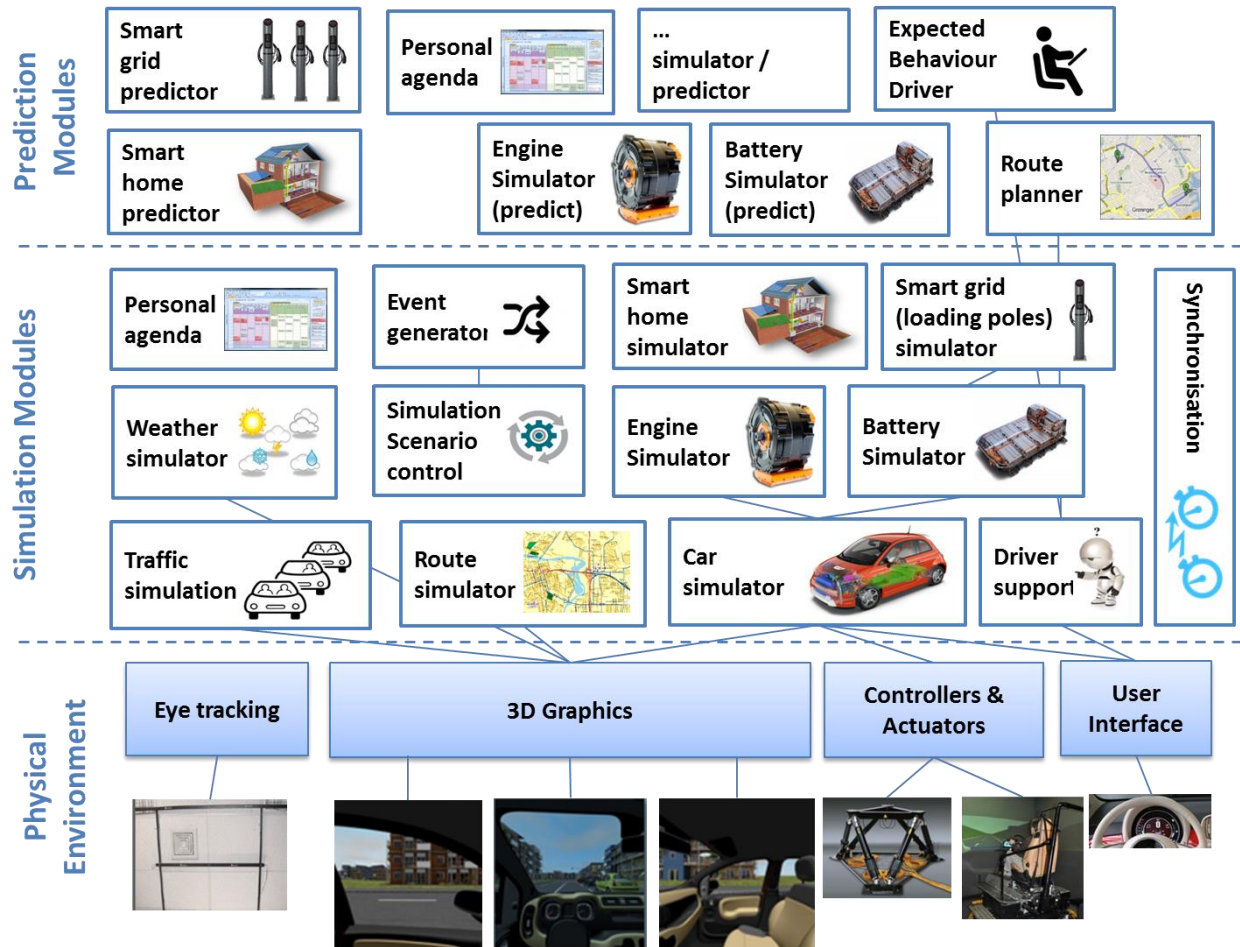 Prediction
Modules
Smart
grid
predictor
Personal
agenda
...
simulator /
predictor
Expected
Behaviour
Driver
Smart
home
predictor
Engine
Simulator
(predict)
Battery
Simulator
(predict)
Route
planner
Simulation Modules
Personal
agenda
Event
generator
Smart
home
simulator
Smart grid
(loading poles)
simulator
Synchronisation
Weather
simulator
Simulation
Scenario
control
Engine
Simulator
Battery
Simulator
Traffic
simulation
Route
simulator
Car
simulator
Driver
support
?
Physical
Environment
Eye tracking
3D Graphics
Controllers &
Actuators
User
Interface